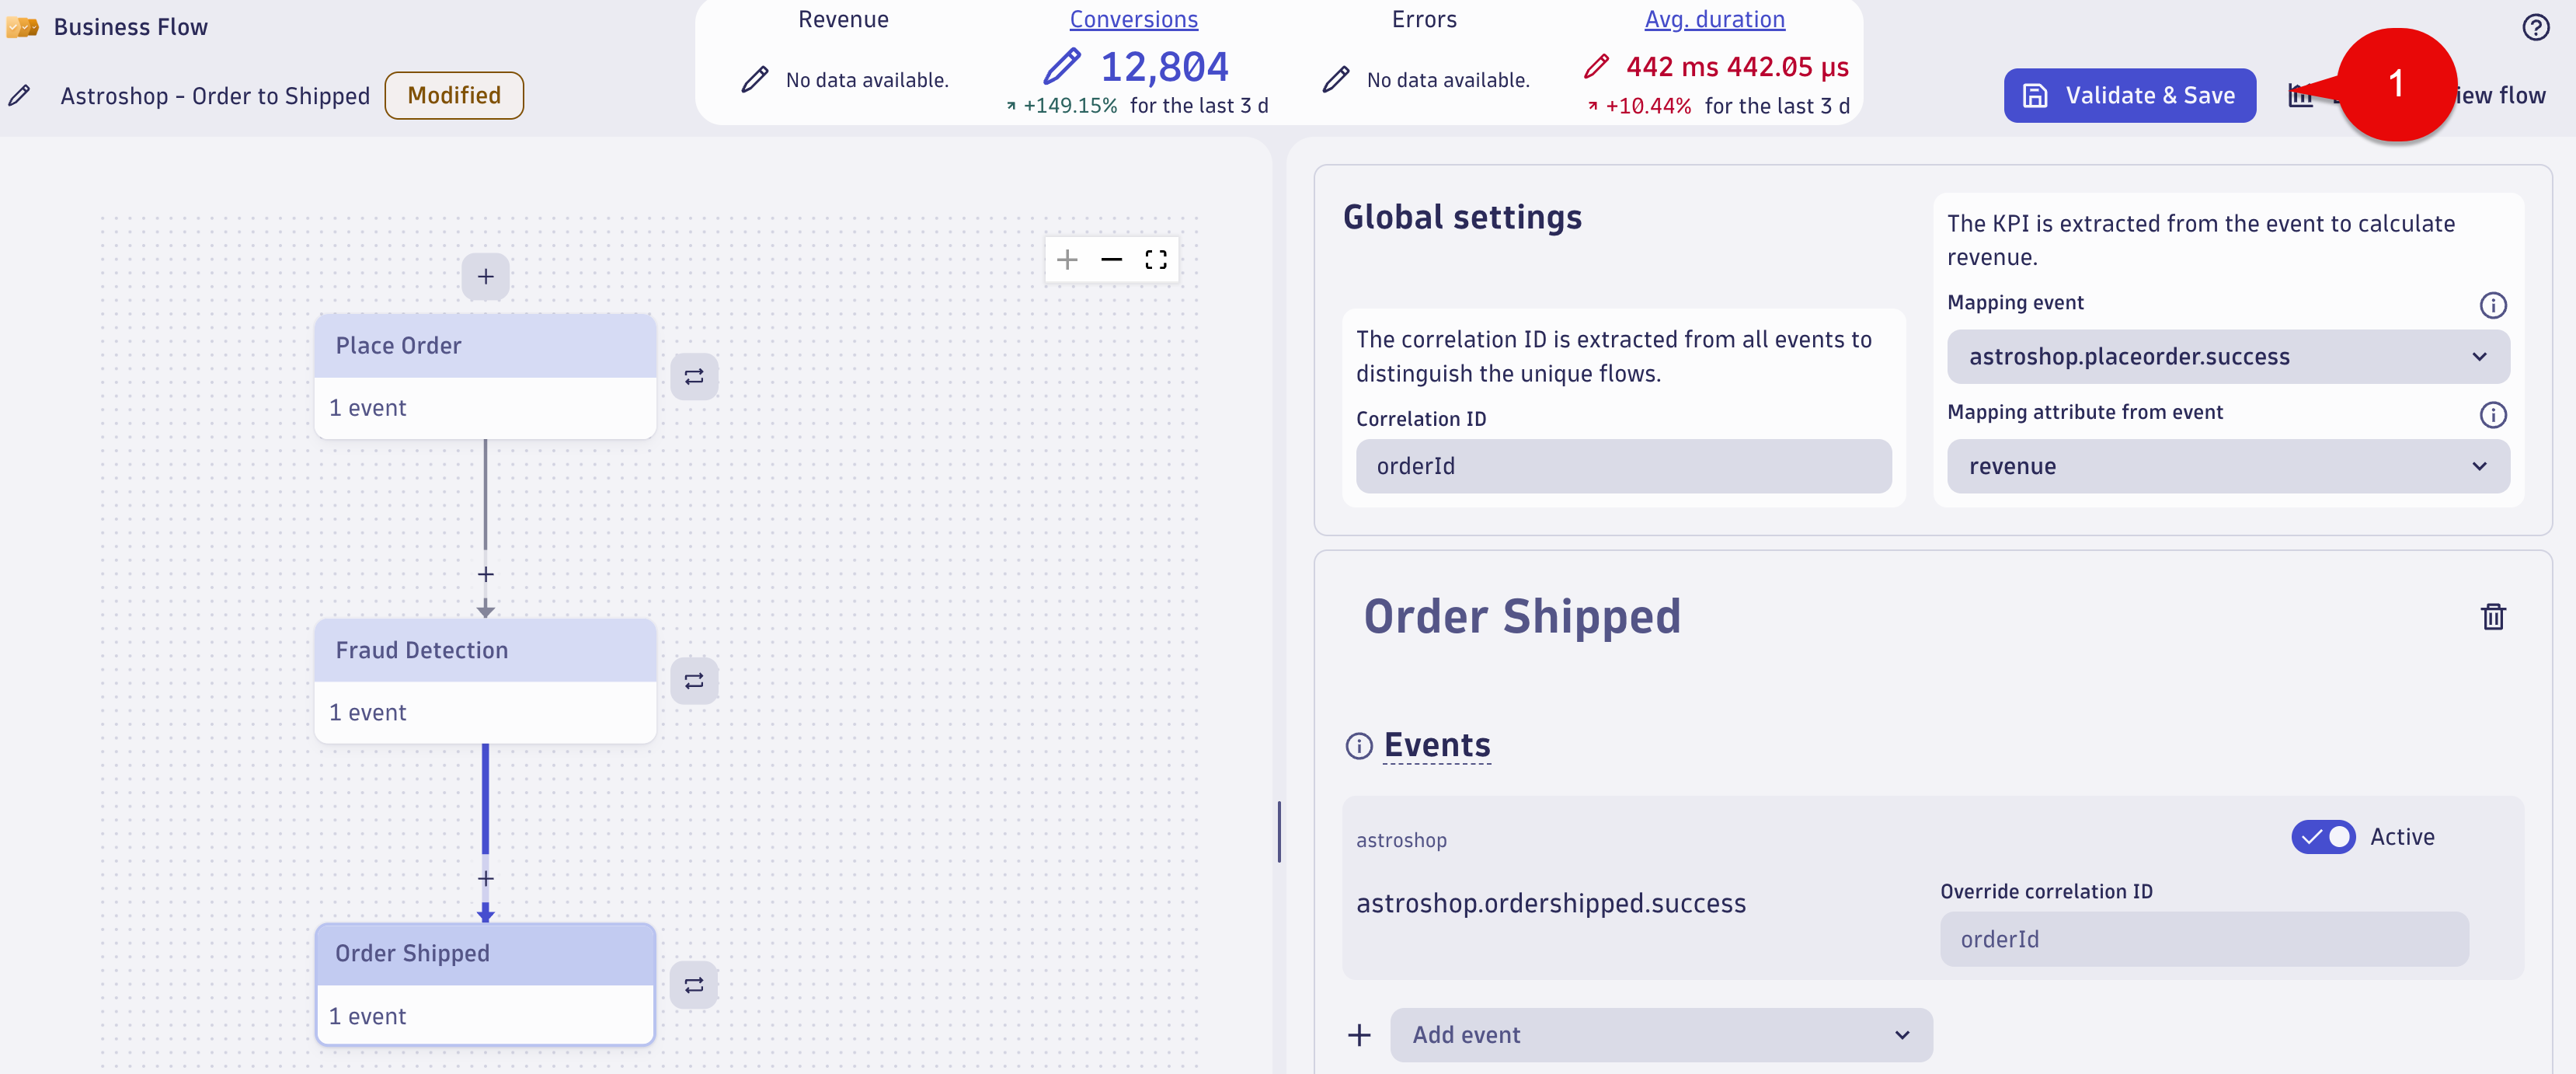 Business Flow
Astroshop - Order to Shipped
Modified
Revenue
No data available.
Conversions
12,804
+149.15% for the last 3 d
Errors
No data available.
Avg. duration
442 ms 442.05 µs
+10.44% for the last 3 d
Validate & Save
1
flow
Place Order
1 event
Fraud Detection
1 event
Order Shipped
1 event
Global settings
The correlation ID is extracted from all events to
distinguish the unique flows.
Correlation ID
orderId
The KPI is extracted from the event to calculate
revenue.
Mapping event
astroshop.placeorder.success
Mapping attribute from event
revenue
Order Shipped
Events
astroshop
astroshop.ordershipped.success
Active
Override correlation ID
orderId
Add event